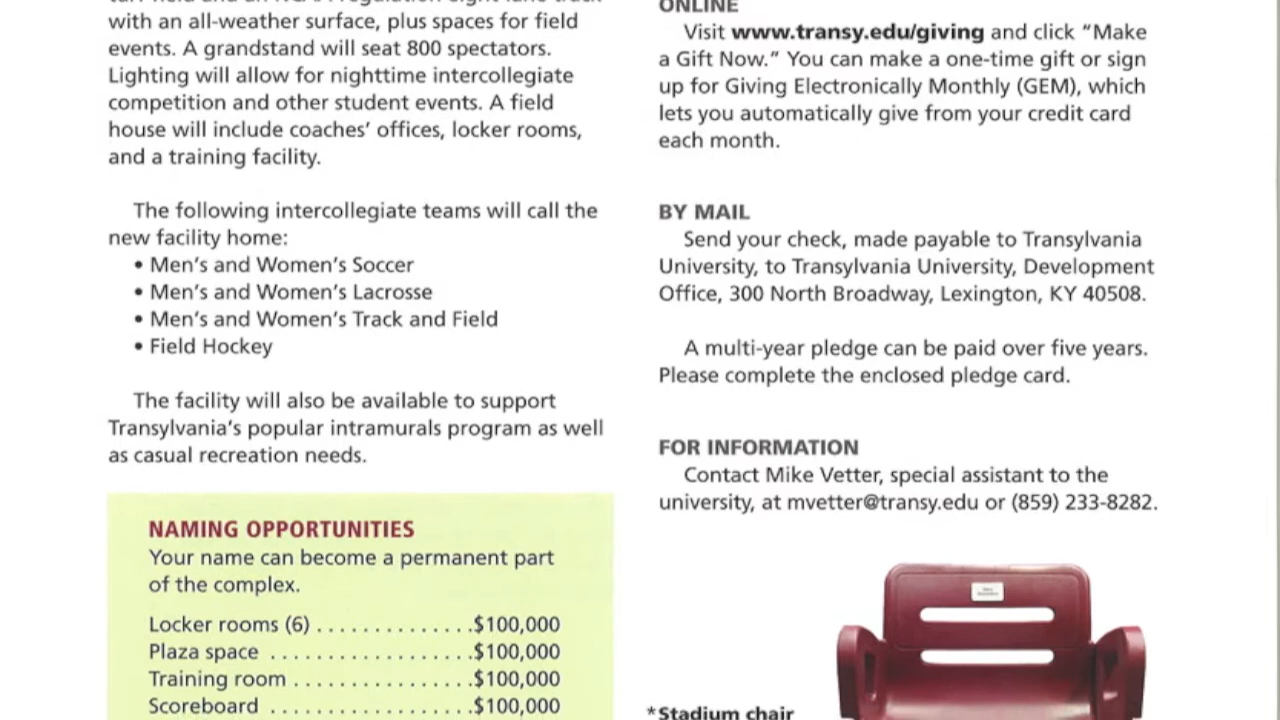 with an all-weather surface, plus spaces for field
events. A grandstand will seat 800 spectators.
Lighting will allow for nighttime intercollegiate
competition and other student events. A field
house will include coaches' offices, locker rooms,
and a training facility.
The following intercollegiate teams will call the
new facility home:
• Men's and Women's Soccer
• Men's and Women's Lacrosse
• Men's and Women's Track and Field
• Field Hockey
The facility will also be available to support
Transylvania's popular intramurals program as well
as casual recreation needs.
NAMING OPPORTUNITIES
Your name can become a permanent part
of the complex.
Locker rooms (6) . . . . . . . . . . . . . .$100,000
Plaza space . . . . . . . . . . . . . . . . . .$100,000
Training room . . . . . . . . . . . . . . . .$100,000
Scoreboard . . . . . . . . . . . . . . . . . .$100,000
ONLINE
Visit www.transy.edu/giving and click “Make
a Gift Now.” You can make a one-time gift or sign
up for Giving Electronically Monthly (GEM), which
lets you automatically give from your credit card
each month.
BY MAIL
Send your check, made payable to Transylvania
University, to Transylvania University, Development
Office, 300 North Broadway, Lexington, KY 40508.
A multi-year pledge can be paid over five years.
Please complete the enclosed pledge card.
FOR INFORMATION
Contact Mike Vetter, special assistant to the
university, at mvetter@transy.edu or (859) 233-8282.
*Stadium chair